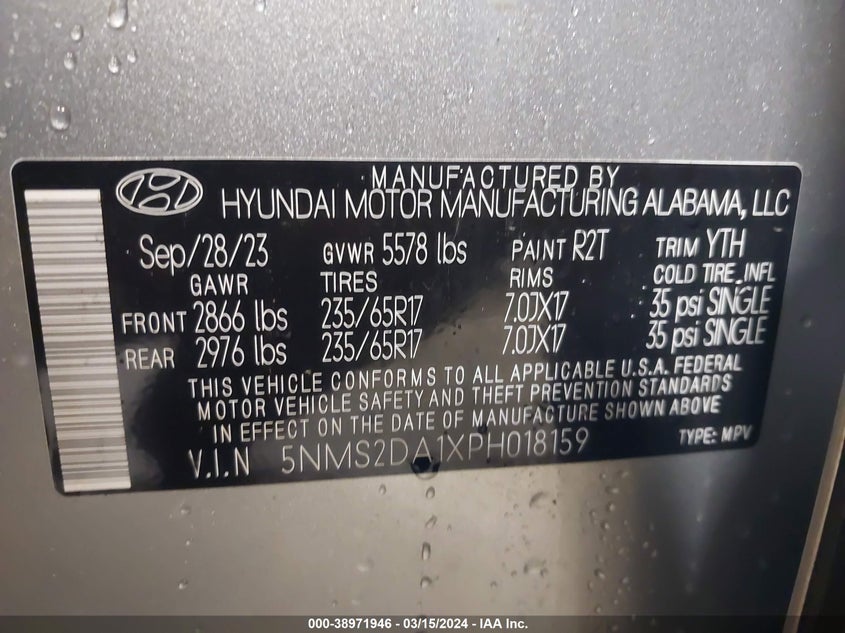 MANUFACTURED BY
HYUNDAI MOTOR MANUFACTURING ALABAMA, LLC
Sep/28/23 GVWR 5578 lbs PAINT R2T TRIM YTH
GAWR TIRES RIMS COLD TIRE INFL
FRONT 2866 lbs 235/65R17 7.0JX17 35 psi SINGLE
REAR 2976 lbs 235/65R17 7.0JX17 35 psi SINGLE
THIS VEHICLE CONFORMS TO ALL APPLICABLE U.S.A. FEDERAL
MOTOR VEHICLE SAFETY AND THEFT PREVENTION STANDARDS
IN EFFECT ON THE DATE OF MANUFACTURE SHOWN ABOVE
V.I.N 5NMS2DA1XPH018159 TYPE: MPV
000-38971946 - 03/15/2024 - IAA Inc.